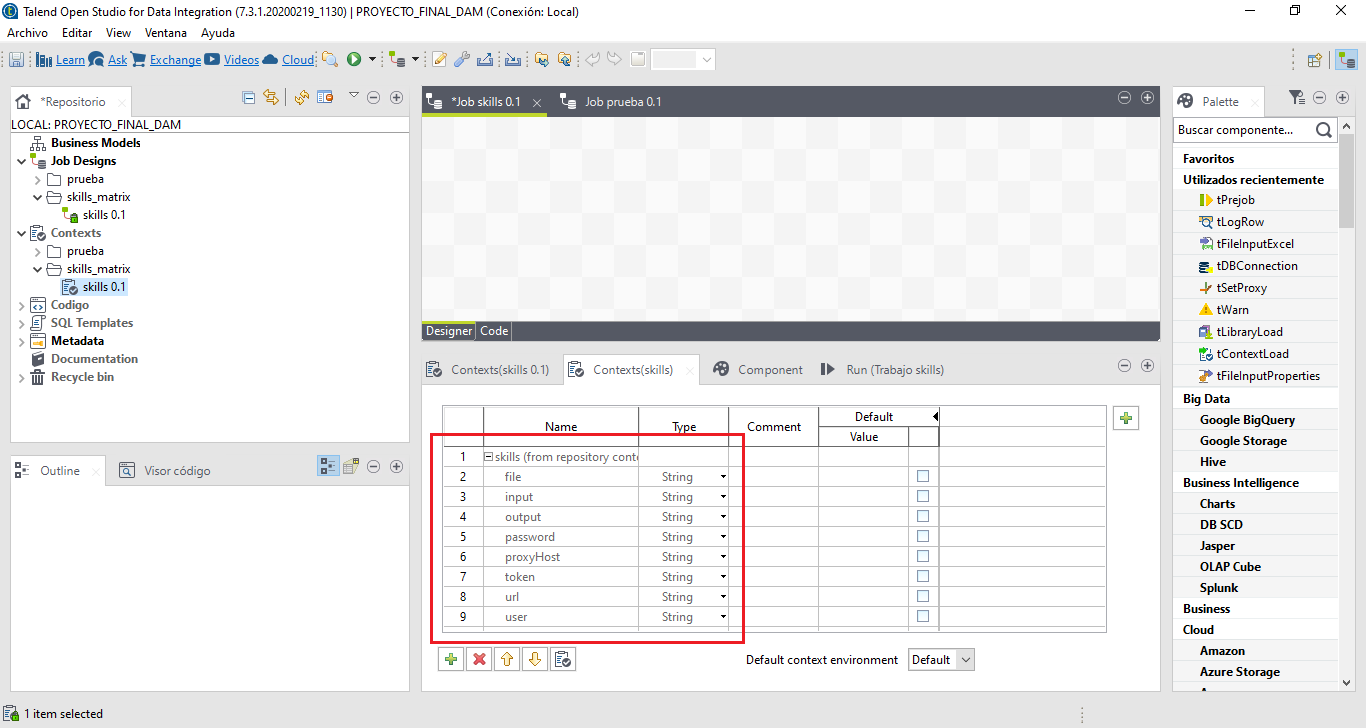 Talend Open Studio for Data Integration (7.3.1.20200219_1130) | PROYECTO_FINAL_DAM (Conexión: Local)
Archivo Editar View Ventana Ayuda
Learn Ask Exchange Videos Cloud
*Repositorio
LOCAL: PROYECTO_FINAL_DAM
Business Models
Job Designs
prueba
skills_matrix
skills 0.1
Contexts
prueba
skills_matrix
skills 0.1
Codigo
SQL Templates
Metadata
Documentation
Recycle bin
Outline Visor código
*Job skills 0.1 Job prueba 0.1
Designer Code
Contexts(skills 0.1) Contexts(skills) Component Run (Trabajo skills)
Name Type Comment Default
Value
1 skills (from repository conte
2 file String
3 input String
4 output String
5 password String
6 proxyHost String
7 token String
8 url String
9 user String
Default context environment Default
Palette
Buscar componente...
Favoritos
Utilizados recientemente
tPrejob
tLogRow
tFileInputExcel
tDBConnection
tSetProxy
tWarn
tLibraryLoad
tContextLoad
tFileInputProperties
Big Data
Google BigQuery
Google Storage
Hive
Business Intelligence
Charts
DB SCD
Jasper
OLAP Cube
Splunk
Business
Cloud
Amazon
Azure Storage
1 item selected